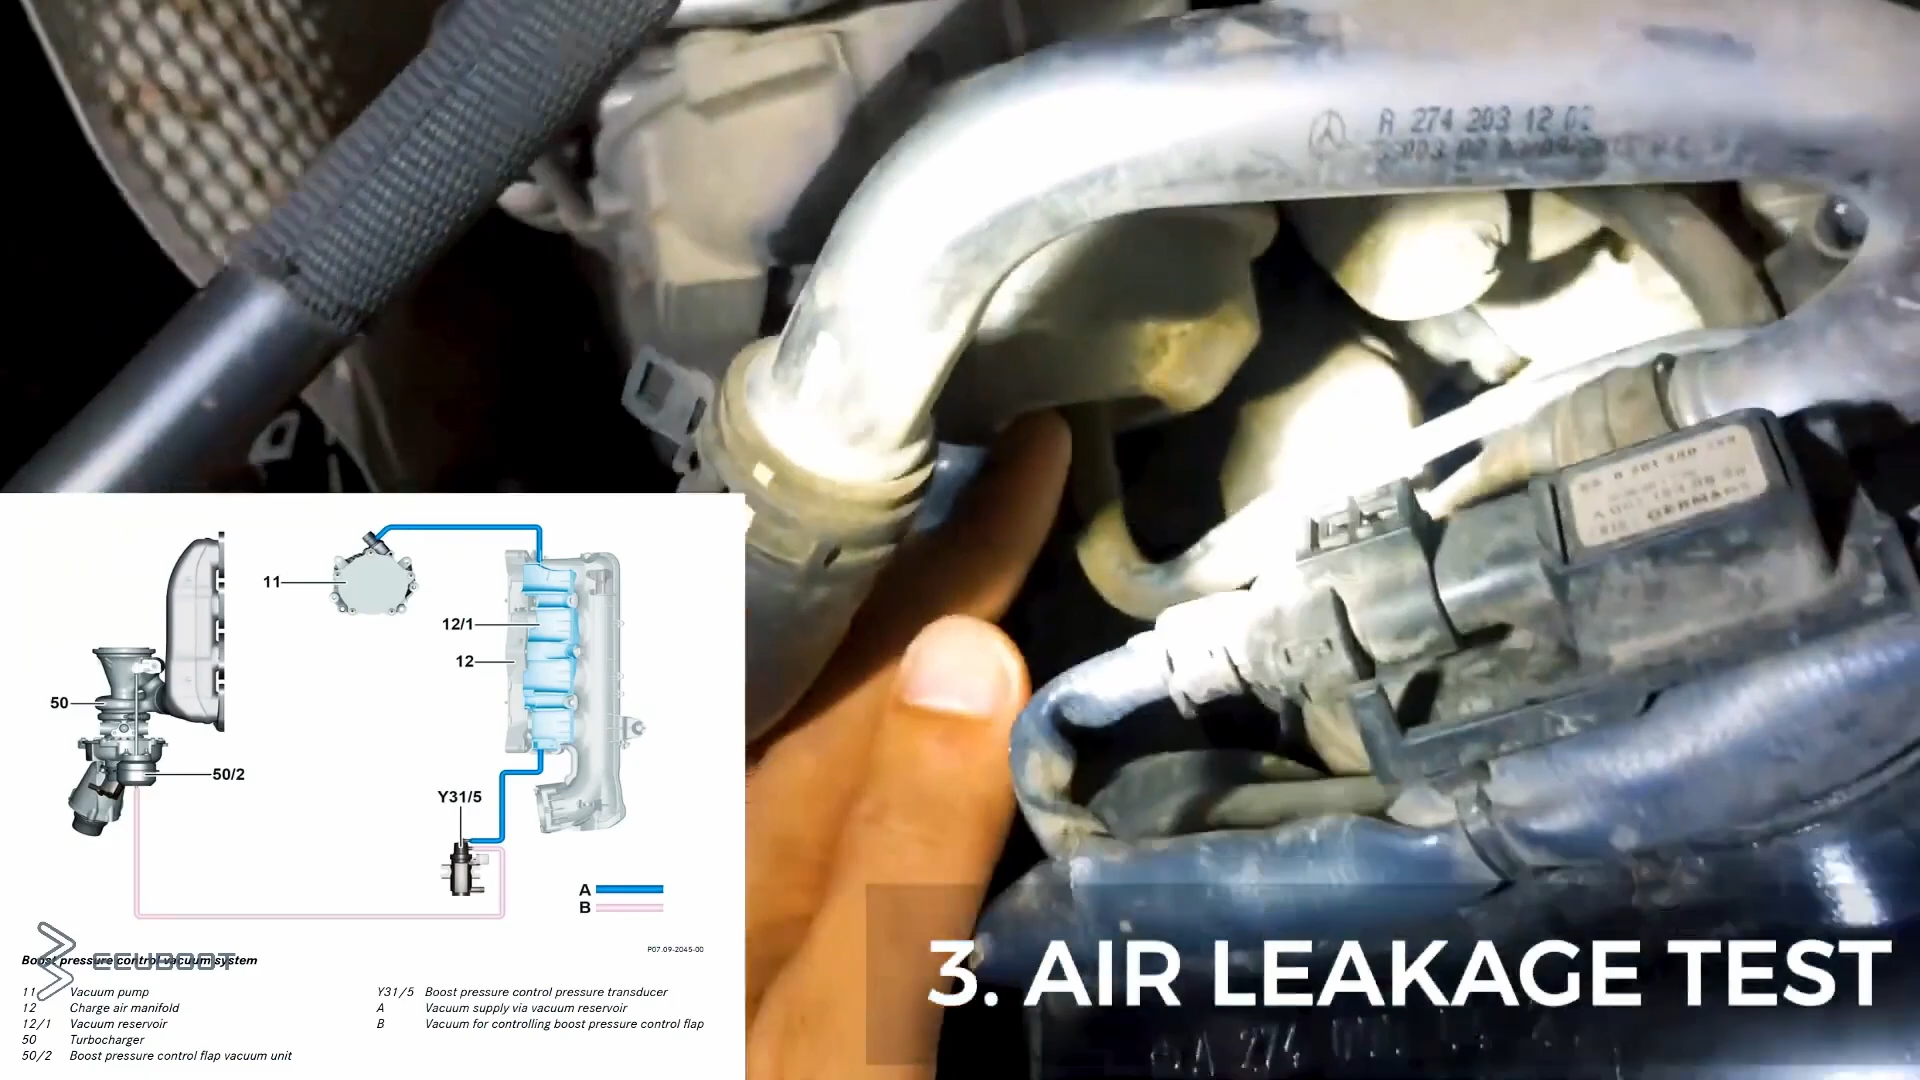 A 274 203 12 02
GERMANY
11
12/1
12
50
50/2
Y31/5
A
B
P07.09-2045-00
ECUBOOT
Boost pressure control vacuum system
11 Vacuum pump
12 Charge air manifold
12/1 Vacuum reservoir
50 Turbocharger
50/2 Boost pressure control flap vacuum unit
Y31/5 Boost pressure control pressure transducer
A Vacuum supply via vacuum reservoir
B Vacuum for controlling boost pressure control flap
3. AIR LEAKAGE TEST
A 274